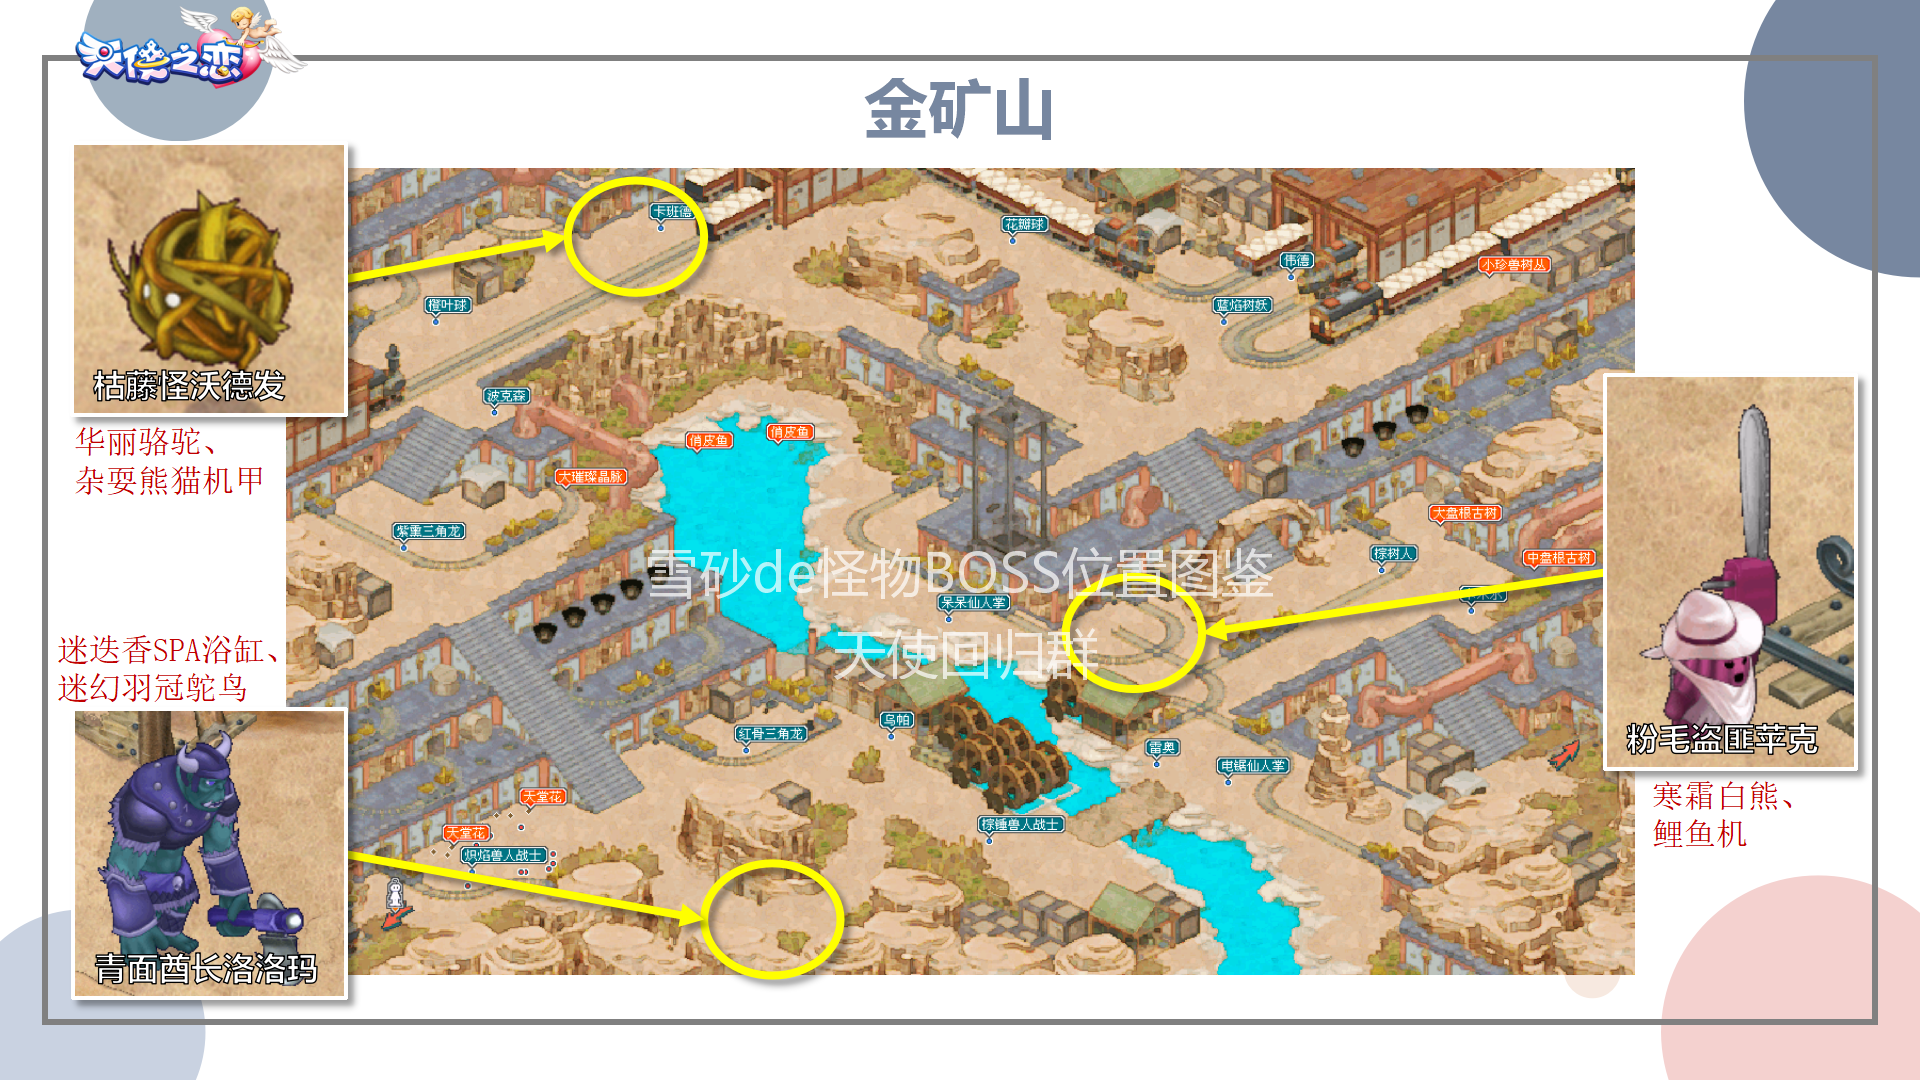 天使之恋
金矿山
枯藤怪沃德发
华丽骆驼、
杂耍熊猫机甲
迷迭香SPA浴缸、
迷幻羽冠鸵鸟
青面酋长洛洛玛
粉毛盗匪苹克
寒霜白熊、
鲤鱼机
卡班德
花瓣球
伟德
小珍兽树丛
橙叶球
蓝焰树妖
波克森
俏皮鱼
俏皮鱼
大璀璨晶脉
紫熏三角龙
大盘根古树
棕树人
中盘根古树
呆呆仙人掌
雪砂de怪物BOSS位置图鉴
天使回归群
乌帕
红骨三角龙
雷奥
电锯仙人掌
天堂花
天堂花
炽焰兽人战士
棕锤兽人战士